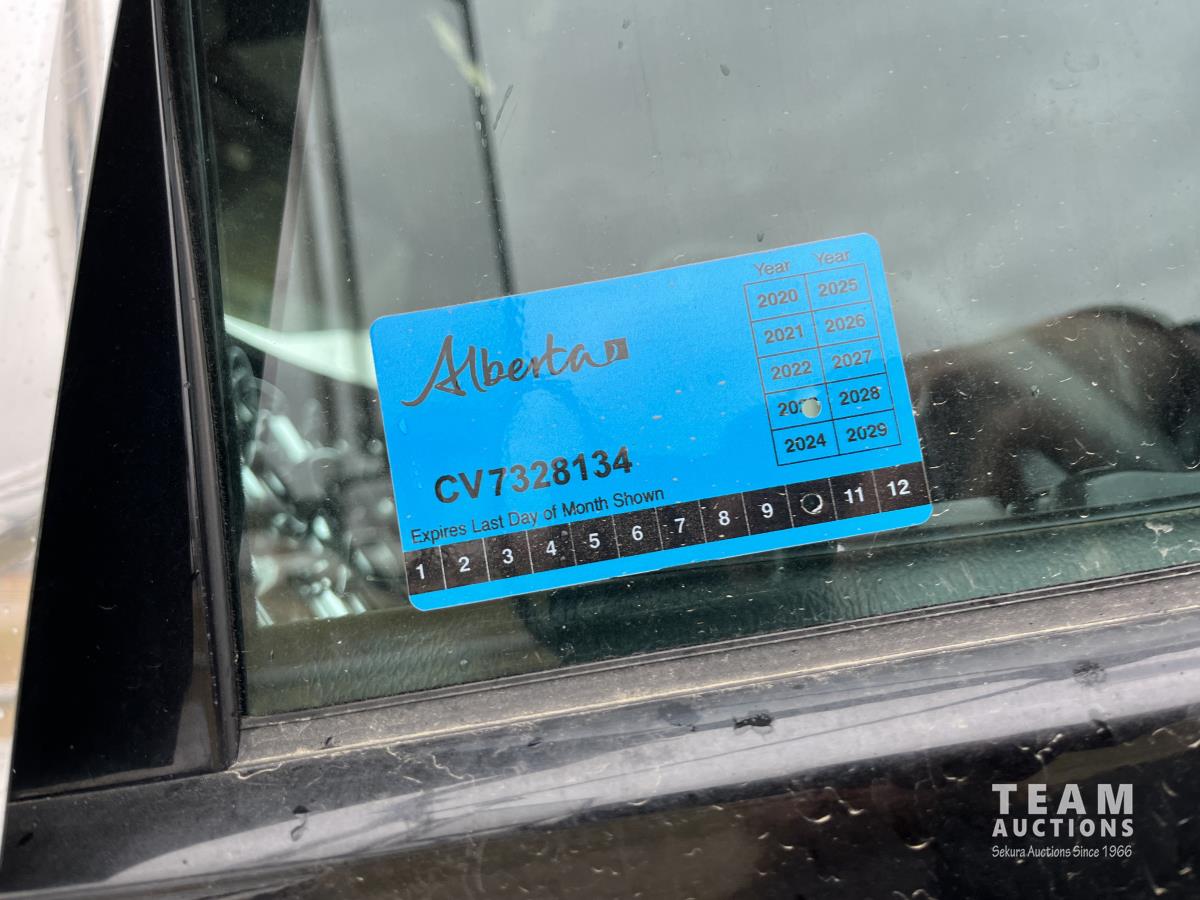 Alberta
Year Year
2020 2025
2021 2026
2022 2027
2028
2024 2029
CV7328134
Expires Last Day of Month Shown
1 2 3 4 5 6 7 8 9 11 12
TEAM
AUCTIONS
Sekura Auctions Since 1966